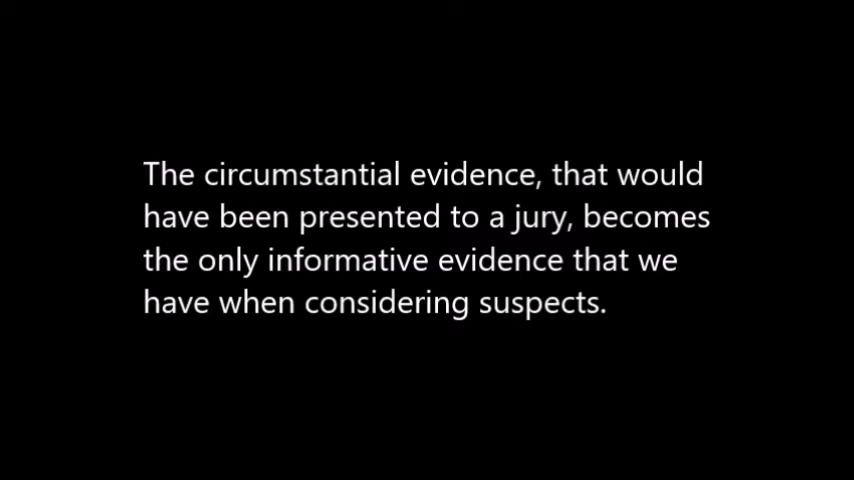 The circumstantial evidence, that would
have been presented to a jury, becomes
the only informative evidence that we
have when considering suspects.